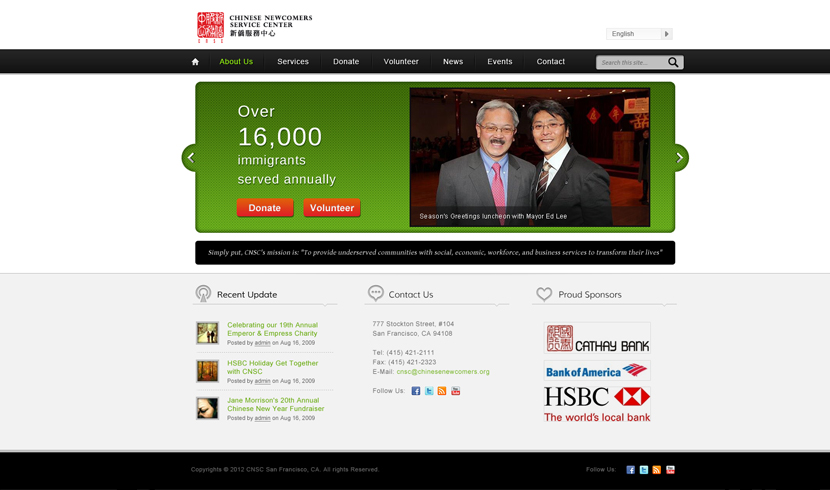 CHINESE NEWCOMERS
SERVICE CENTER
新僑服務中心
1969
English
About Us Services Donate Volunteer News Events Contact
Search this site...
Over
16,000
immigrants
served annually
Donate Volunteer
Season's Greetings luncheon with Mayor Ed Lee
Simply put, CNSC's mission is: "To provide underserved communities with social, economic, workforce, and business services to transform their lives"
Recent Update
Celebrating our 19th Annual
Emperor & Empress Charity
Posted by admin on Aug 16, 2009
HSBC Holiday Get Together
with CNSC
Posted by admin on Aug 16, 2009
Jane Morrison's 20th Annual
Chinese New Year Fundraiser
Posted by admin on Aug 16, 2009
Contact Us
777 Stockton Street, #104
San Francisco, CA 94108
Tel: (415) 421-2111
Fax: (415) 421-2323
E-Mail: cnsc@chinesenewcomers.org
Follow Us:
Proud Sponsors
CATHAY BANK
Bank of America
HSBC
The world's local bank
Copyrights © 2012 CNSC San Francisco, CA. All rights Reserved.
Follow Us: